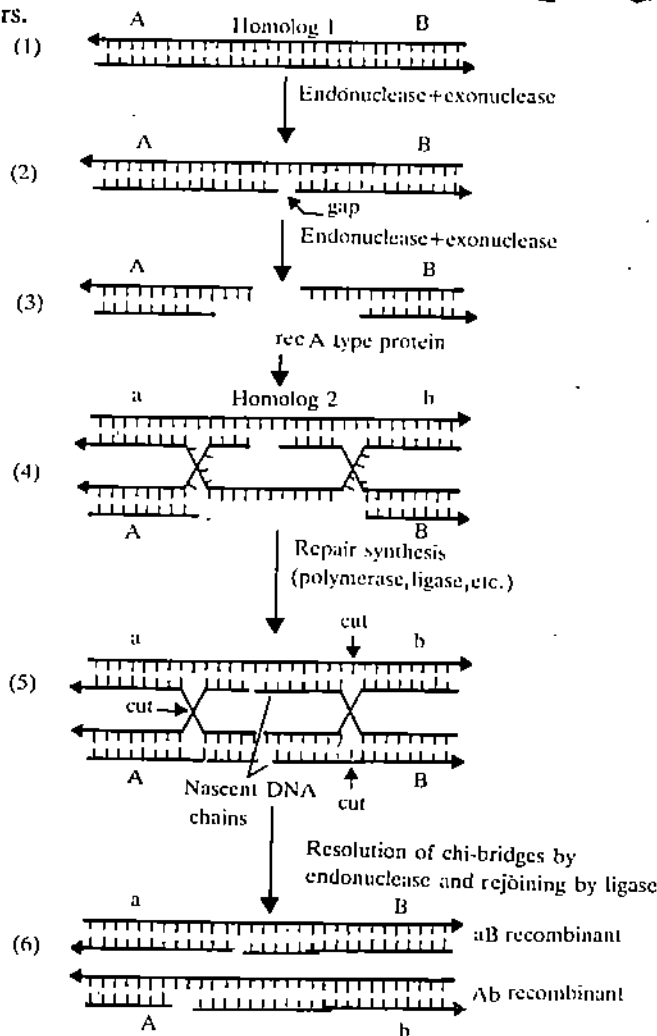 rs.
A Homolog 1 B
(1)
Endonuclease+exonuclease
A B
(2)
gap
Endonuclease+exonuclease
A B
(3)
rec A type protein
a Homolog 2 b
(4)
A B
Repair synthesis
(polymerase, ligase, etc.)
cut
a b
(5)
cut
A B
Nascent DNA cut
chains
Resolution of chi-bridges by
endonuclease and rejoining by ligase
a B
(6) aB recombinant
Ab recombinant
A b